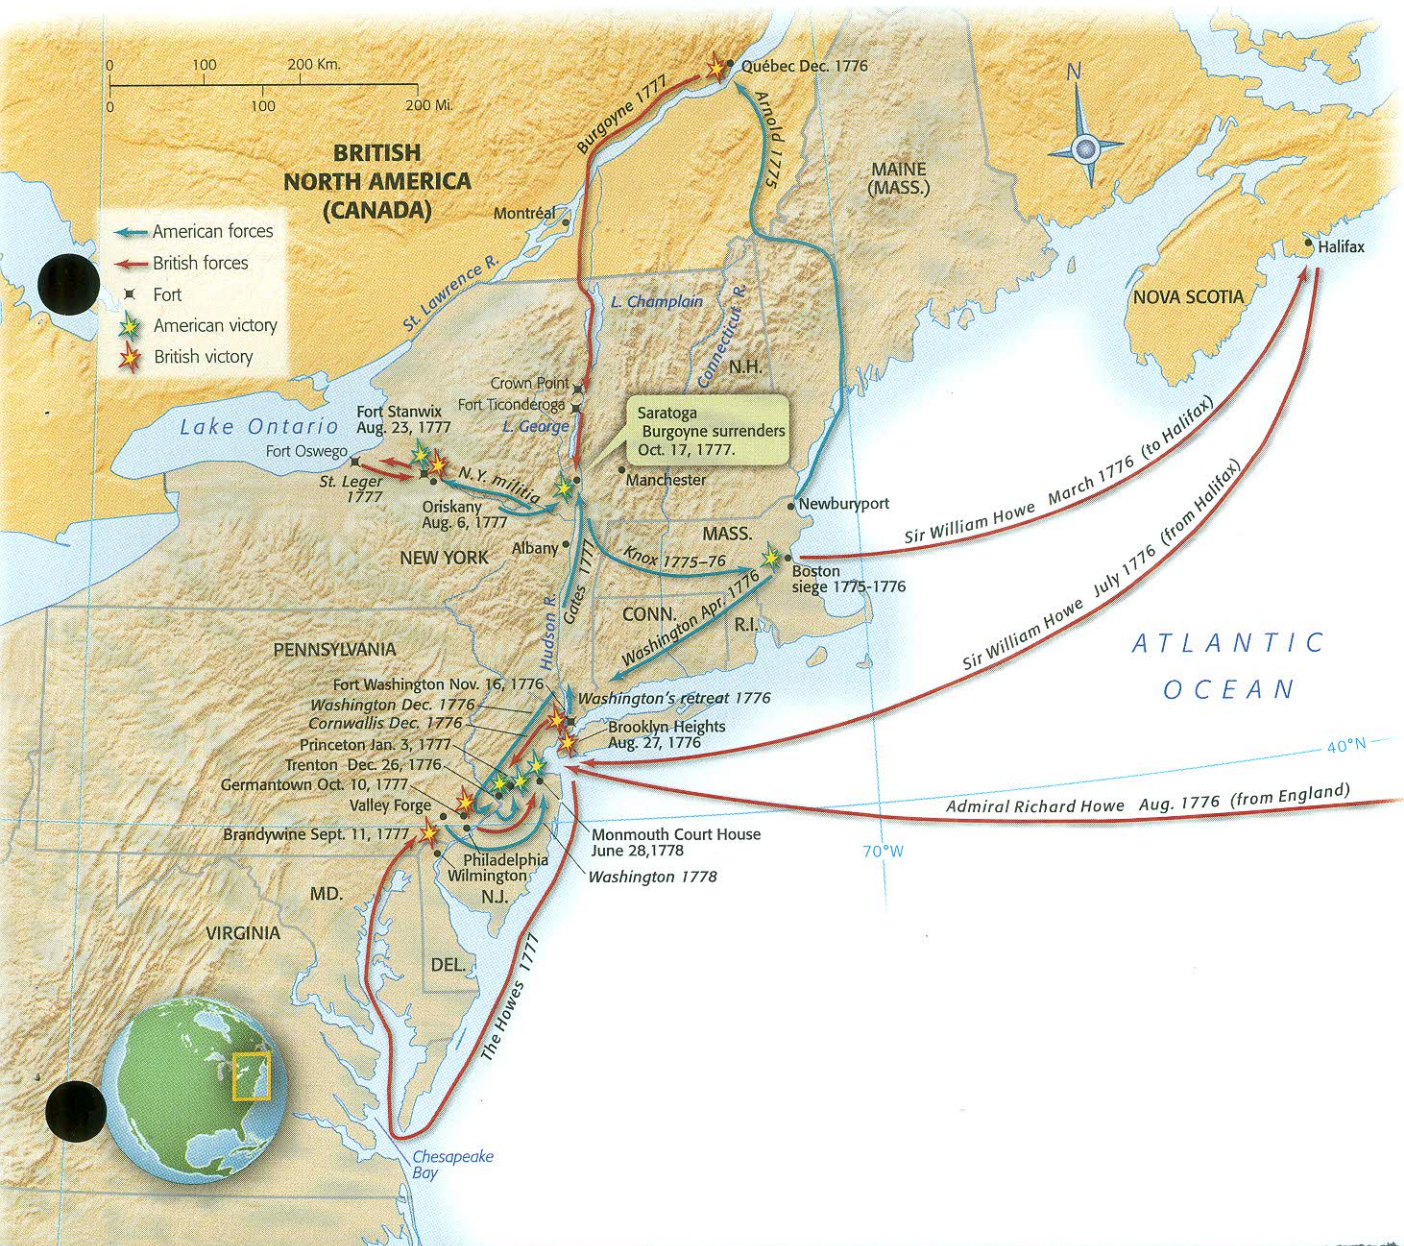 0 100 200 Km.
0 100 200 Mi.
N
Québec Dec. 1776
Burgoyne 1777
Arnold 1775
BRITISH
NORTH AMERICA
(CANADA)
MAINE
(MASS.)
Montréal
American forces
British forces
Fort
American victory
British victory
St. Lawrence R.
Halifax
NOVA SCOTIA
L. Champlain
Connecticut R.
N.H.
Crown Point
Fort Ticonderoga
L. George
Saratoga
Burgoyne surrenders
Oct. 17, 1777.
Fort Stanwix
Aug. 23, 1777
Lake Ontario
Fort Oswego
St. Leger
1777
N.Y. militia
Manchester
Oriskany
Aug. 6, 1777
Newburyport
Sir William Howe March 1776 (to Halifax)
MASS.
NEW YORK
Albany
Gates 1777
Knox 1775–76
Boston
siege 1775-1776
Sir William Howe July 1776 (from Halifax)
CONN.
R.I.
Washington Apr. 1776
Hudson R.
ATLANTIC
OCEAN
PENNSYLVANIA
Fort Washington Nov. 16, 1776
Washington Dec. 1776
Cornwallis Dec. 1776
Washington's retreat 1776
Brooklyn Heights
Aug. 27, 1776
Princeton Jan. 3, 1777
Trenton Dec. 26, 1776
Germantown Oct. 10, 1777
Valley Forge
Brandywine Sept. 11, 1777
40°N
Admiral Richard Howe Aug. 1776 (from England)
Monmouth Court House
June 28,1778
Washington 1778
70°W
Philadelphia
Wilmington
N.J.
MD.
VIRGINIA
DEL.
The Howes 1777
Chesapeake
Bay